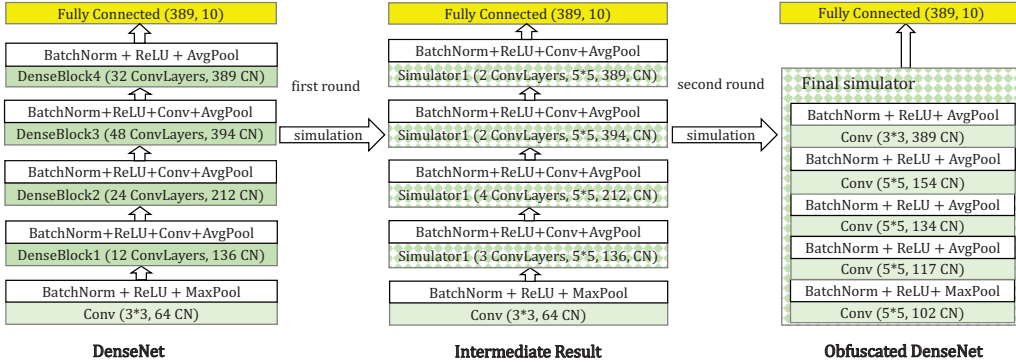 Fully Connected (389, 10)
BatchNorm + ReLU + AvgPool
DenseBlock4 (32 ConvLayers, 389 CN)
BatchNorm+ReLU+Conv+AvgPool
DenseBlock3 (48 ConvLayers, 394 CN)
BatchNorm+ReLU+Conv+AvgPool
DenseBlock2 (24 ConvLayers, 212 CN)
BatchNorm+ReLU+Conv+AvgPool
DenseBlock1 (12 ConvLayers, 136 CN)
BatchNorm + ReLU + MaxPool
Conv (3*3, 64 CN)
DenseNet
first round
simulation
Fully Connected (389, 10)
BatchNorm+ReLU+Conv+AvgPool
Simulator1 (2 ConvLayers, 5*5, 389, CN)
BatchNorm+ReLU+Conv+AvgPool
Simulator1 (2 ConvLayers, 5*5, 394, CN)
BatchNorm+ReLU+Conv+AvgPool
Simulator1 (4 ConvLayers, 5*5, 212, CN)
BatchNorm+ReLU+Conv+AvgPool
Simulator1 (3 ConvLayers, 5*5, 136, CN)
BatchNorm + ReLU + MaxPool
Conv (3*3, 64 CN)
Intermediate Result
second round
simulation
Fully Connected (389, 10)
Final simulator
BatchNorm + ReLU+ AvgPool
Conv (3*3, 389 CN)
BatchNorm + ReLU + AvgPool
Conv (5*5, 154 CN)
BatchNorm + ReLU + AvgPool
Conv (5*5, 134 CN)
BatchNorm + ReLU + AvgPool
Conv (5*5, 117 CN)
BatchNorm + ReLU+ MaxPool
Conv (5*5, 102 CN)
Obfuscated DenseNet